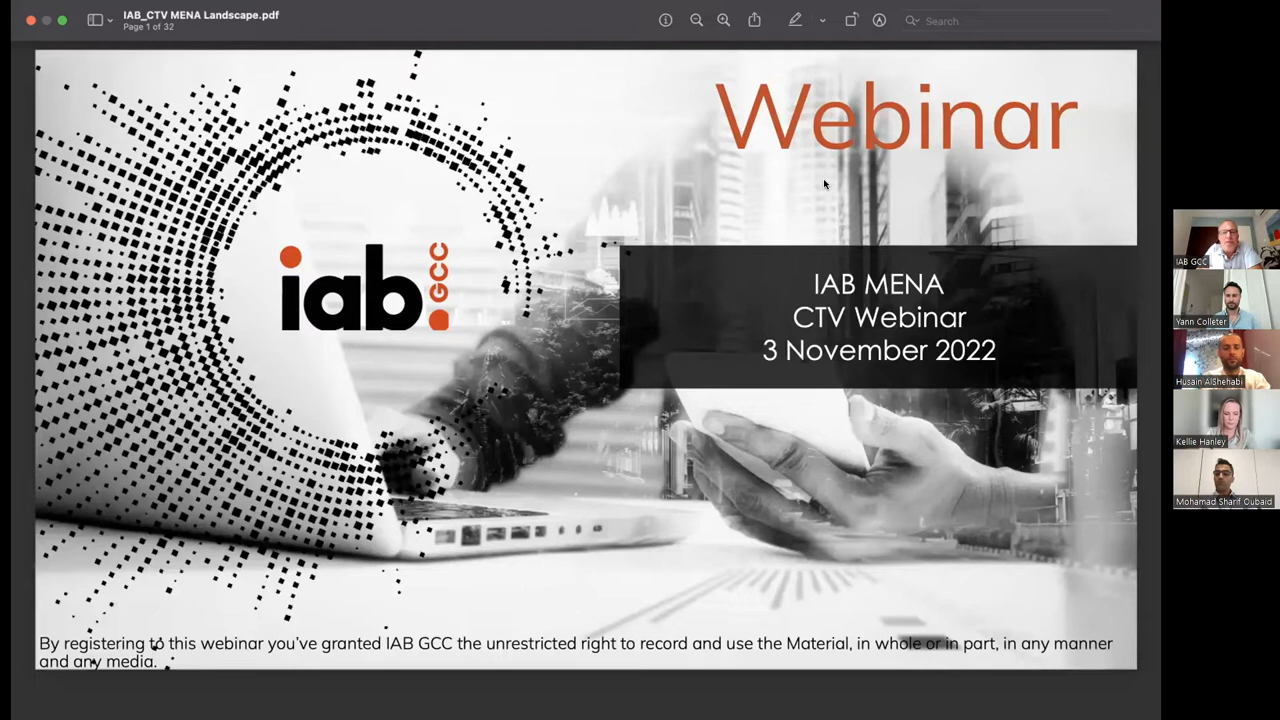 IAB_CTV MENA Landscape.pdf
Page 1 of 32
Search
Webinar
iab.
GCC
IAB MENA
CTV Webinar
3 November 2022
By registering to this webinar you've granted IAB GCC the unrestricted right to record and use the Material, in whole or in part, in any manner
and any media.
IAB GCC
Yann Colleter
Husain AlShehabi
Kellie Hanley
Mohamad Sharif Oubaid